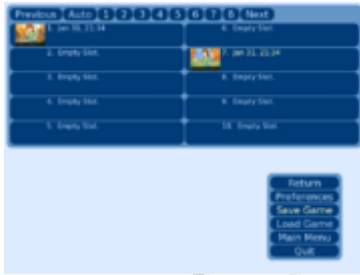 Previous Auto 1 2 3 4 5 6 7 8 Next
1. Jan 30, 21:34
6. Empty Slot.
2. Empty Slot.
7. Jan 30, 21:34
3. Empty Slot.
8. Empty Slot.
4. Empty Slot.
9. Empty Slot.
5. Empty Slot.
10. Empty Slot.
Return
Preferences
Save Game
Load Game
Main Menu
Quit